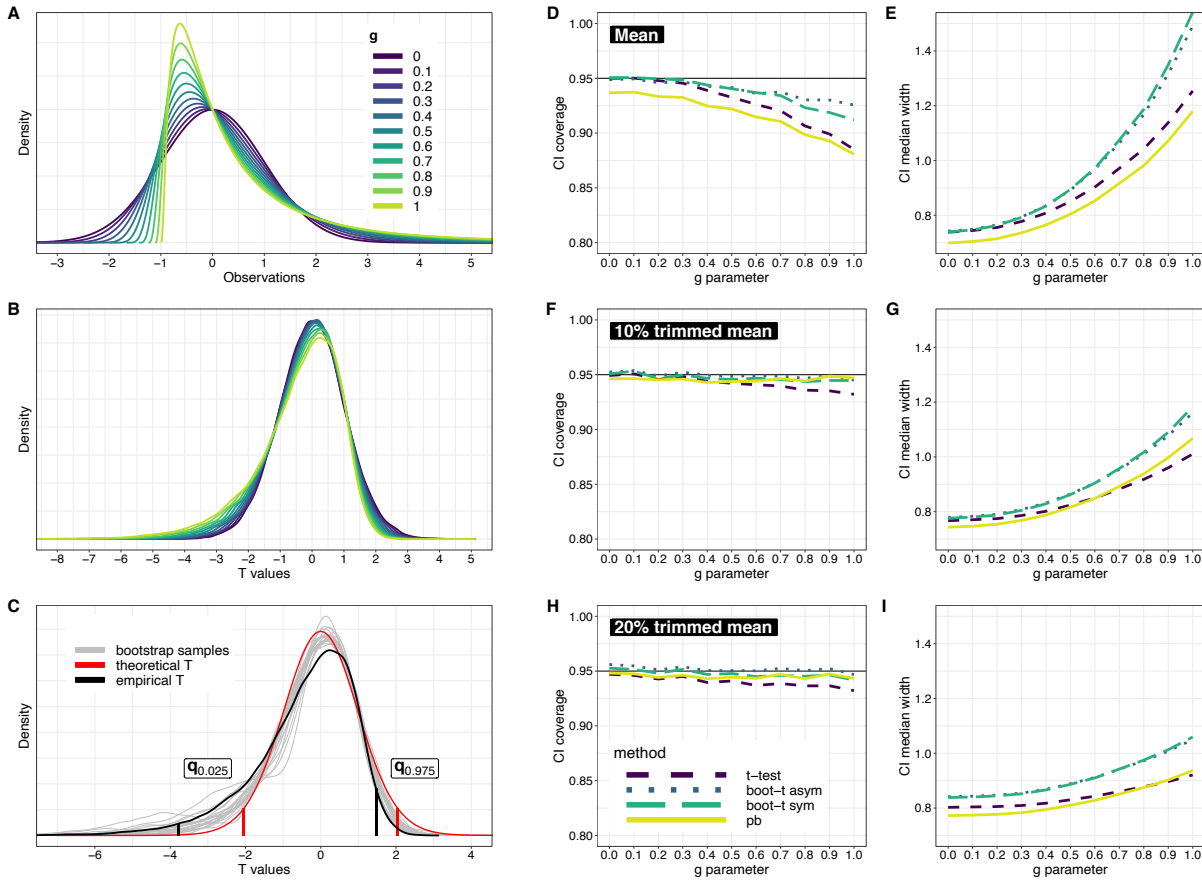 A
g
0
0.1
0.2
0.3
0.4
0.5
0.6
0.7
0.8
0.9
1
Density
−3 −2 −1 0 1 2 3 4 5
Observations
B
Density
−8 −7 −6 −5 −4 −3 −2 −1 0 1 2 3 4 5
T values
C
bootstrap samples
theoretical T
empirical T
q0.025
q0.975
Density
−6 −4 −2 0 2 4
T values
D
Mean
1.00
0.95
0.90
0.85
0.80
CI coverage
0.0 0.1 0.2 0.3 0.4 0.5 0.6 0.7 0.8 0.9 1.0
g parameter
E
1.4
1.2
1.0
0.8
CI median width
0.0 0.1 0.2 0.3 0.4 0.5 0.6 0.7 0.8 0.9 1.0
g parameter
F
10% trimmed mean
1.00
0.95
0.90
0.85
0.80
CI coverage
0.0 0.1 0.2 0.3 0.4 0.5 0.6 0.7 0.8 0.9 1.0
g parameter
G
1.4
1.2
1.0
0.8
CI median width
0.0 0.1 0.2 0.3 0.4 0.5 0.6 0.7 0.8 0.9 1.0
g parameter
H
20% trimmed mean
1.00
0.95
0.90
0.85
0.80
CI coverage
method
t−test
boot−t asym
boot−t sym
pb
0.0 0.1 0.2 0.3 0.4 0.5 0.6 0.7 0.8 0.9 1.0
g parameter
I
1.4
1.2
1.0
0.8
CI median width
0.0 0.1 0.2 0.3 0.4 0.5 0.6 0.7 0.8 0.9 1.0
g parameter